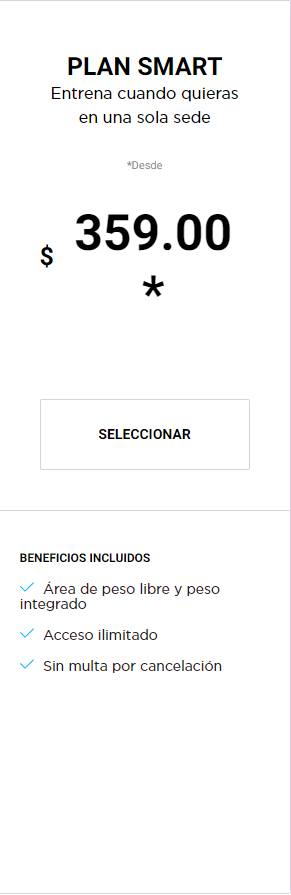 PLAN SMART
Entrena cuando quieras
en una sola sede
*Desde
$ 359.00
*
SELECCIONAR
BENEFICIOS INCLUIDOS
Área de peso libre y peso
integrado
Acceso ilimitado
Sin multa por cancelación